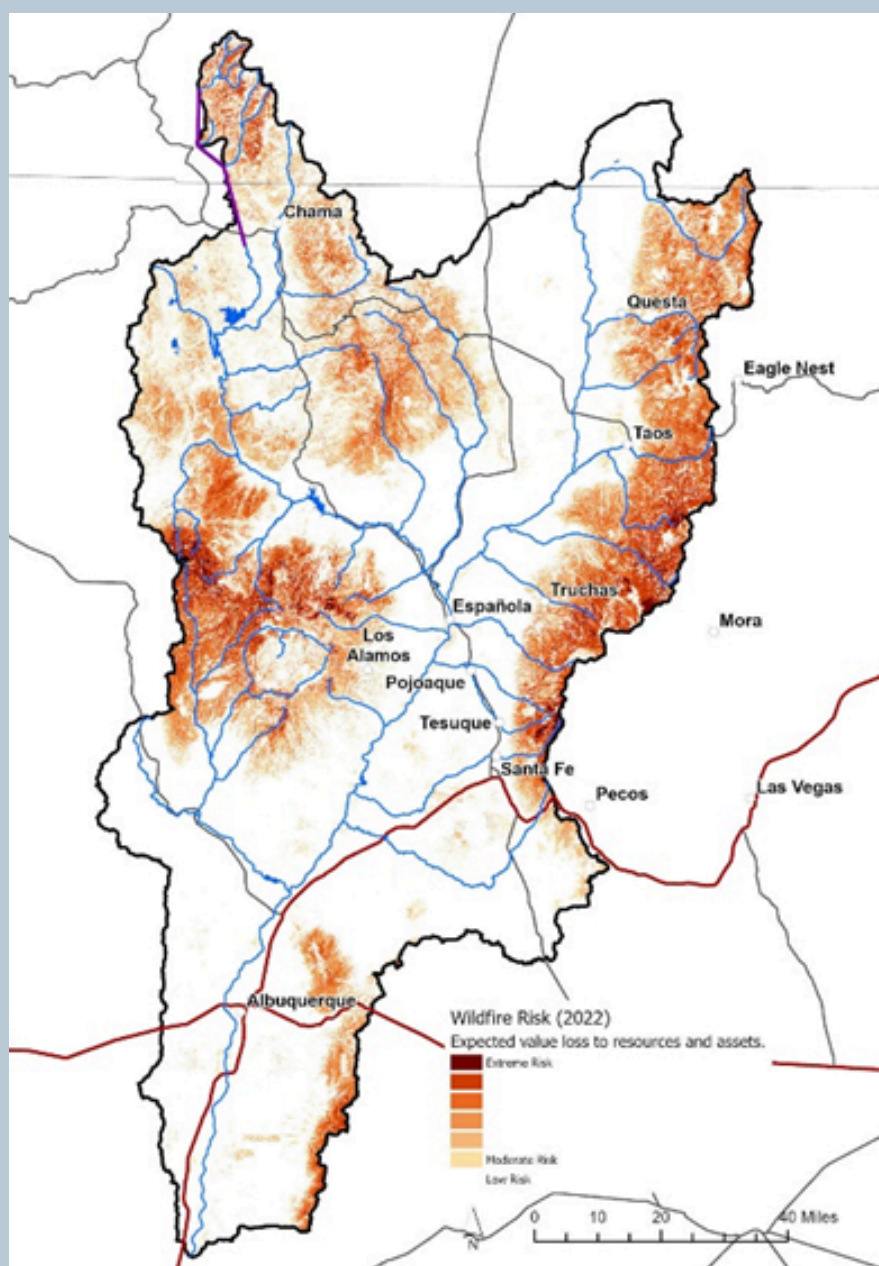 Chama
Questa
Eagle Nest
Taos
Truchas
Española
Mora
Los
Alamos
Pojoaque
Tesuque
Santa Fe
Pecos
Las Vegas
Albuquerque
Wildfire Risk (2022)
Expected value loss to resources and assets.
Extreme Risk
Moderate Risk
Low Risk
N
0 10 20 40 Miles